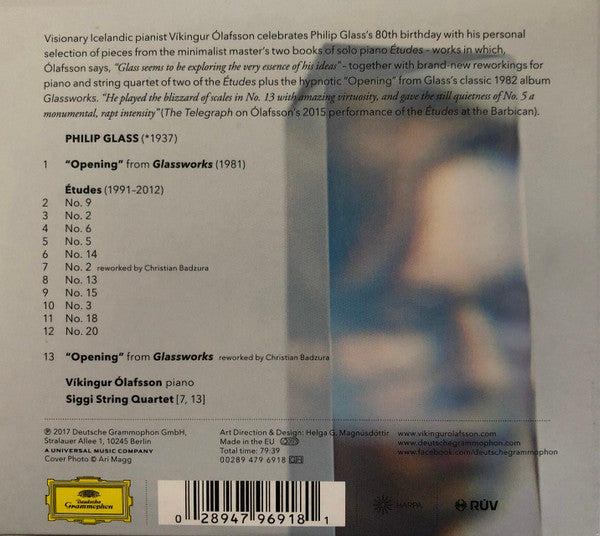 Visionary Icelandic pianist Víkingur Ólafsson celebrates Philip Glass's 80th birthday with his personal
selection of pieces from the minimalist master's two books of solo piano Études - works in which,
Ólafsson says, "Glass seems to be exploring the very essence of his ideas" - together with brand-new reworkings for
piano and string quartet of two of the Études plus the hypnotic "Opening" from Glass's classic 1982 album
Glassworks. "He played the blizzard of scales in No. 13 with amazing virtuosity, and gave the still quietness of No. 5 a
monumental, rapt intensity" (The Telegraph on Ólafsson's 2015 performance of the Études at the Barbican).
PHILIP GLASS (*1937)
1 "Opening" from Glassworks (1981)
Études (1991–2012)
2 No. 9
3 No. 2
4 No. 6
5 No. 5
6 No. 14
7 No. 2 reworked by Christian Badzura
8 No. 13
9 No. 15
10 No. 3
11 No. 18
12 No. 20
13 "Opening" from Glassworks reworked by Christian Badzura
Víkingur Ólafsson piano
Siggi String Quartet [7, 13]
℗ 2017 Deutsche Grammophon GmbH,
Stralauer Allee 1, 10245 Berlin
A UNIVERSAL MUSIC COMPANY
Cover Photo © Ari Magg
Art Direction & Design: Helga G. Magnúsdóttir
Made in the EU
Total time: 79:39
00289 479 6918 GH
www.vikingurolafsson.com
www.deutschegrammophon.com
www.facebook.com/deutschegrammophon
Deutsche
Grammophon
0 28947 96918 1
HARPA
RÚV